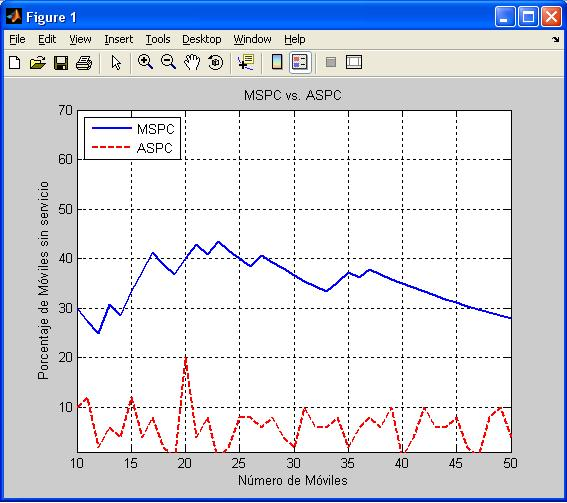 Figure 1
File Edit View Insert Tools Desktop Window Help
MSPC vs. ASPC
70
60
50
40
30
20
10
Porcentaje de Móviles sin servicio
MSPC
ASPC
10 15 20 25 30 35 40 45 50
Número de Móviles